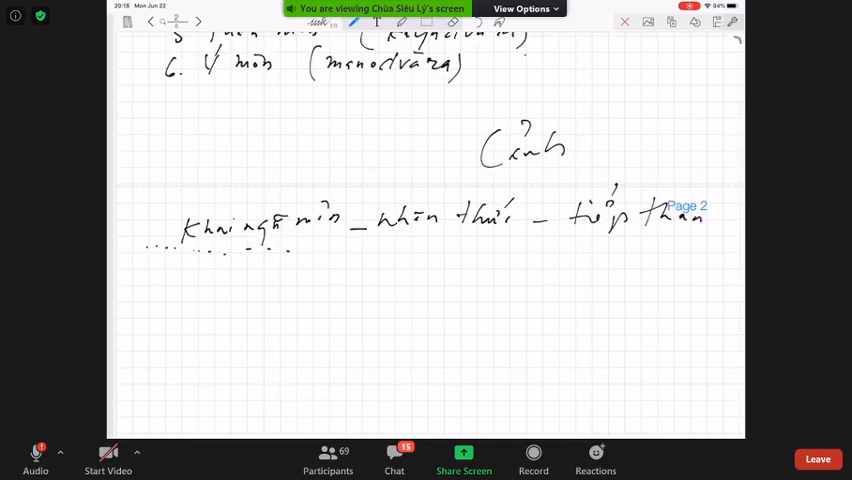 20:18 Mon Jun 22
You are viewing Chùa Siêu Lý's screen
View Options
94%
2
6. Ý môn (manodvāra)
Cảnh
Khai ngũ môn – nhãn thức – tiếp thâu
Page 2
Audio
Start Video
69
Participants
15
Chat
Share Screen
Record
Reactions
Leave